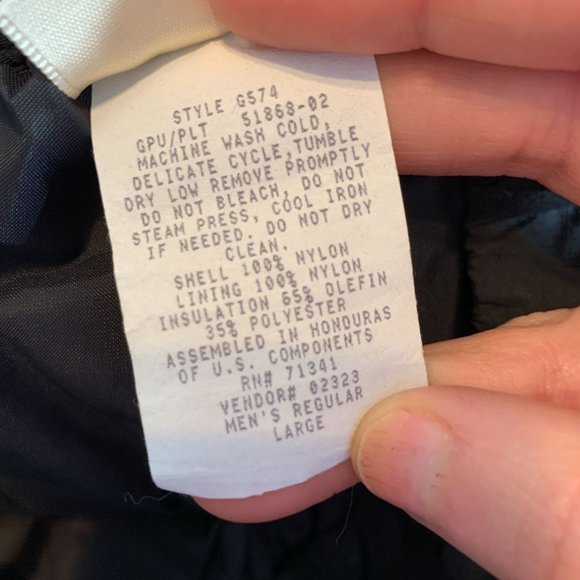 STYLE G574
GPU/PLT 51868-02
MACHINE WASH COLD,
DELICATE CYCLE,TUMBLE
DRY LOW REMOVE PROMPTLY
DO NOT BLEACH, DO NOT
STEAM PRESS, COOL IRON
IF NEEDED. DO NOT DRY
CLEAN.
SHELL 100% NYLON
LINING 100% NYLON
INSULATION 65% OLEFIN
35% POLYESTER
ASSEMBLED IN HONDURAS
OF U.S. COMPONENTS
RN# 71341
VENDOR# 02323
MEN'S REGULAR
LARGE